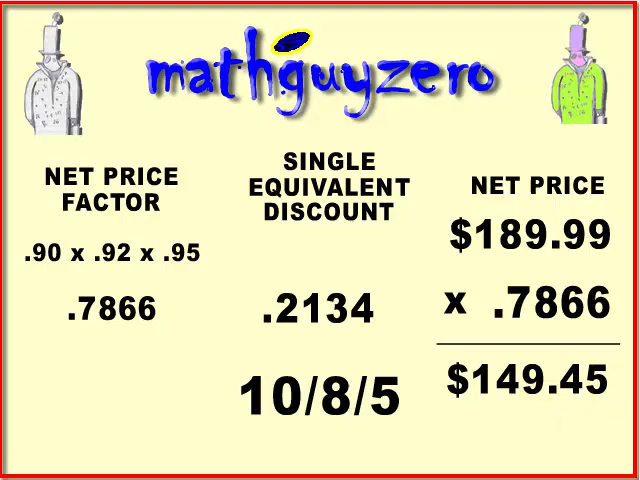 mathguyzero
NET PRICE
FACTOR
.90 x .92 x .95
.7866
SINGLE
EQUIVALENT
DISCOUNT
.2134
10/8/5
NET PRICE
$189.99
x .7866
$149.45